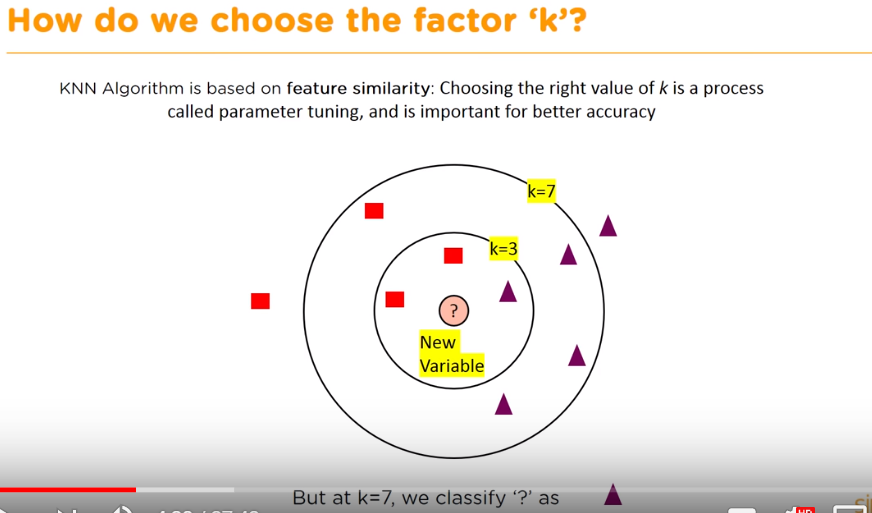 How do we choose the factor ‘k’?
KNN Algorithm is based on feature similarity: Choosing the right value of k is a process
called parameter tuning, and is important for better accuracy
k=7
k=3
?
New
Variable
But at k=7, we classify ‘?’ as
HD